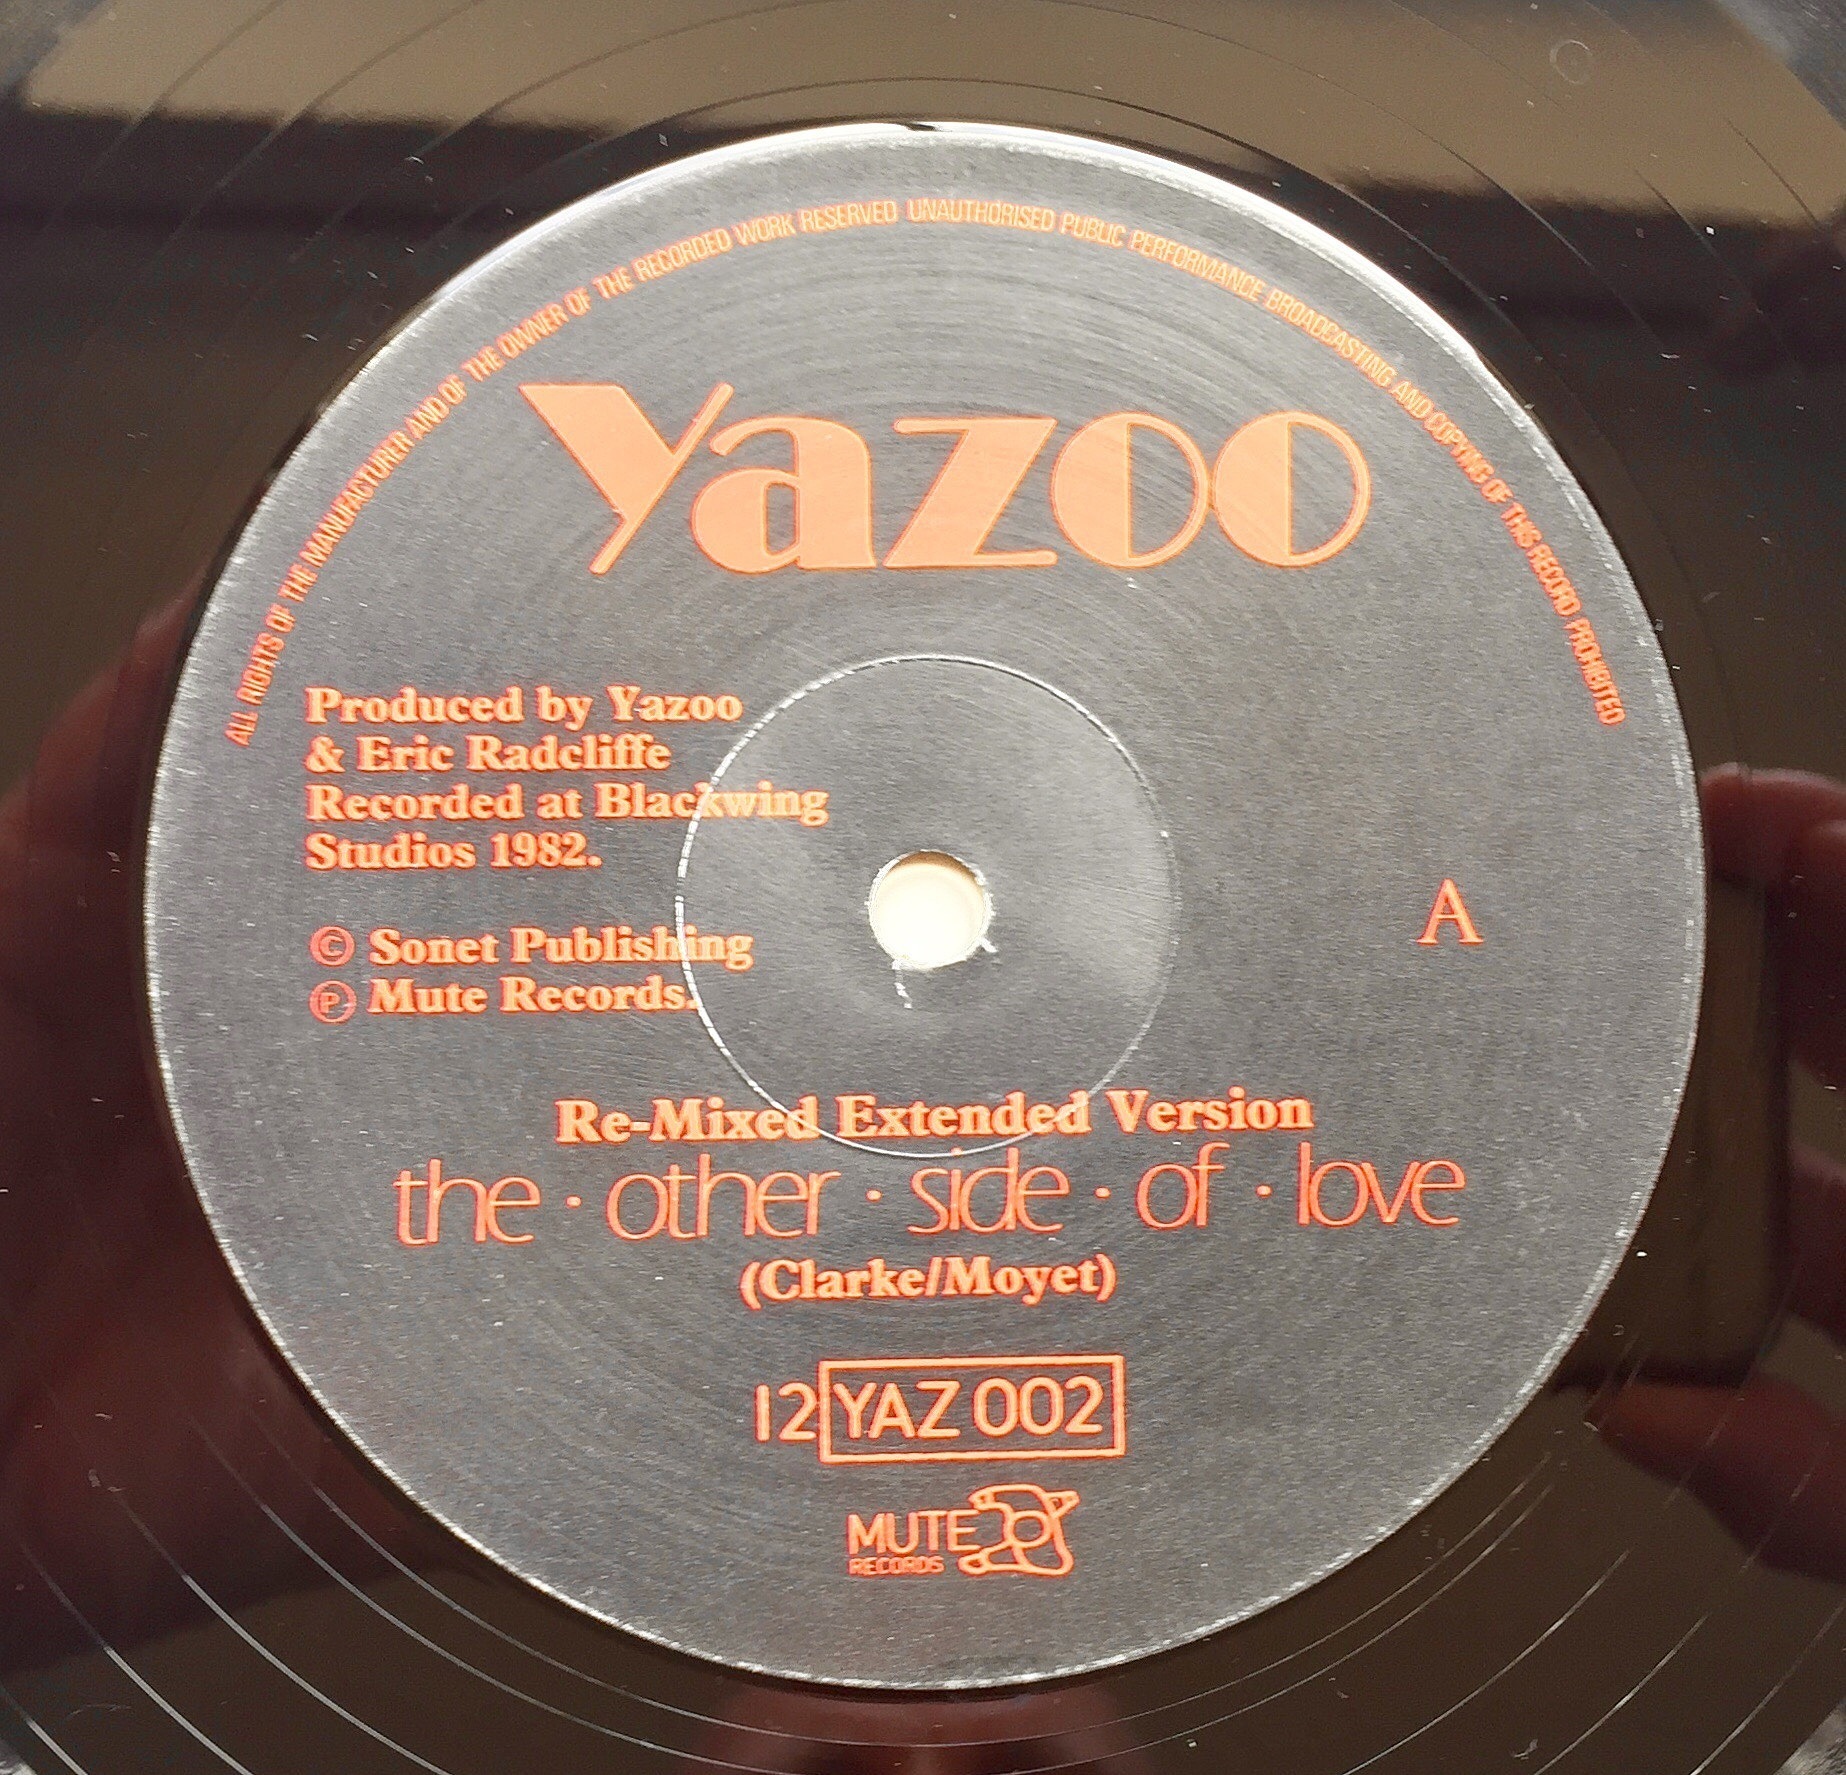 ALL RIGHTS OF THE MANUFACTURER AND OF THE OWNER OF THE RECORDED WORK RESERVED UNAUTHORISED PUBLIC PERFORMANCE BROADCASTING AND COPYING OF THIS RECORD PROHIBITED
Yazoo
Produced by Yazoo
& Eric Radcliffe
Recorded at Blackwing
Studios 1982.
© Sonet Publishing
℗ Mute Records.
A
Re-Mixed Extended Version
the · other · side · of · love
(Clarke/Moyet)
12 YAZ 002
MUTE
RECORDS